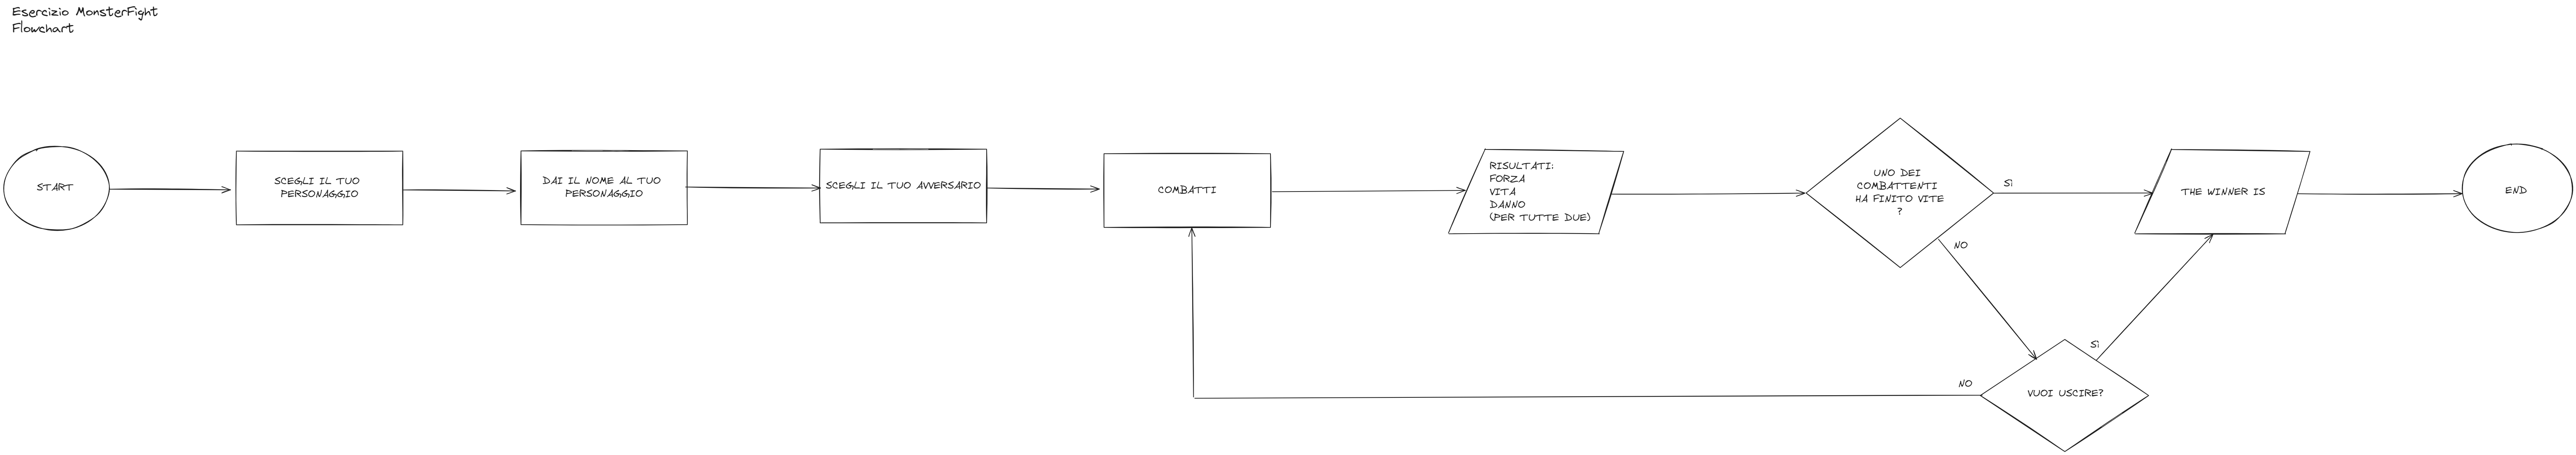 Esercizio MonsterFight
Flowchart
START
SCEGLI IL TUO
PERSONAGGIO
DAI IL NOME AL TUO
PERSONAGGIO
SCEGLI IL TUO AVVERSARIO
COMBATTI
RISULTATI:
FORZA
VITA
DANNO
(PER TUTTE DUE)
UNO DEI
COMBATTENTI
HA FINITO VITE
?
Sì
THE WINNER IS
END
NO
Sì
NO
VUOI USCIRE?